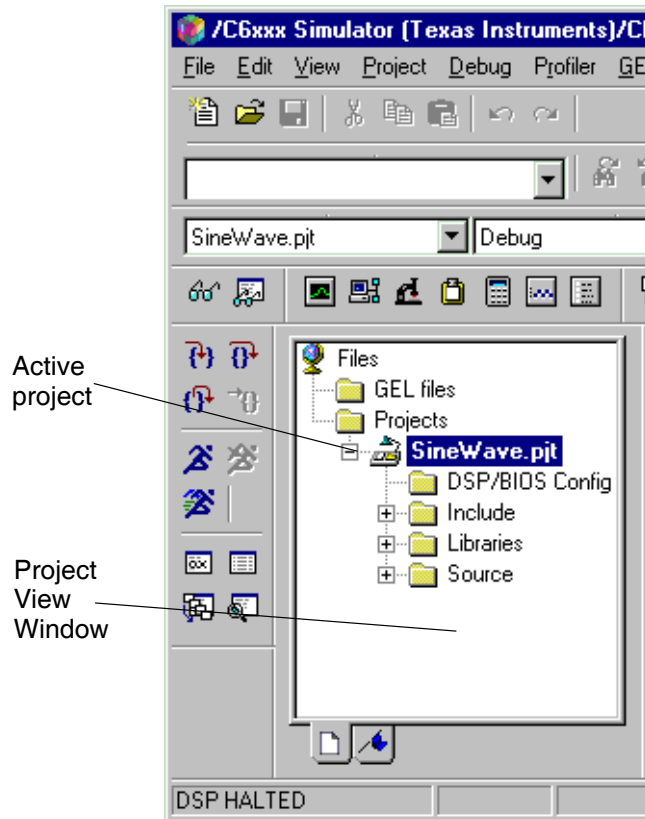 /C6xxx Simulator (Texas Instruments)/C
File Edit View Project Debug Profiler GE
SineWave.pjt Debug
Files
GEL files
Projects
SineWave.pjt
DSP/BIOS Config
Include
Libraries
Source
Active
project
Project
View
Window
DSP HALTED